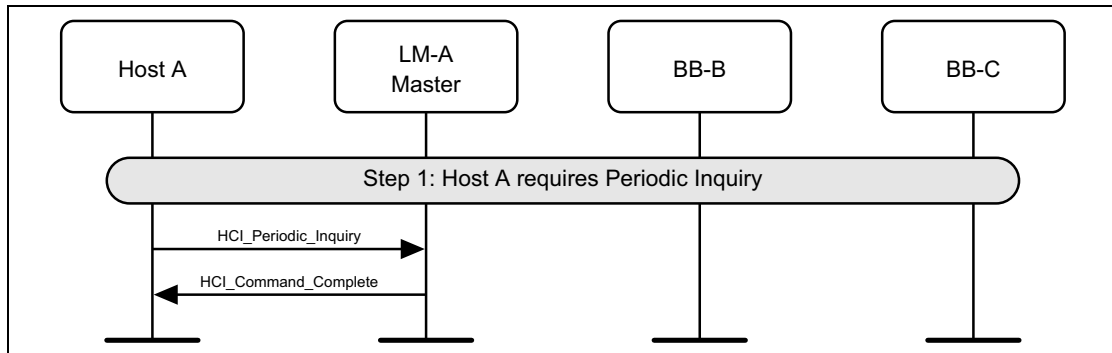 Host A
LM-A
Master
BB-B
BB-C
Step 1: Host A requires Periodic Inquiry
HCI_Periodic_Inquiry
HCI_Command_Complete